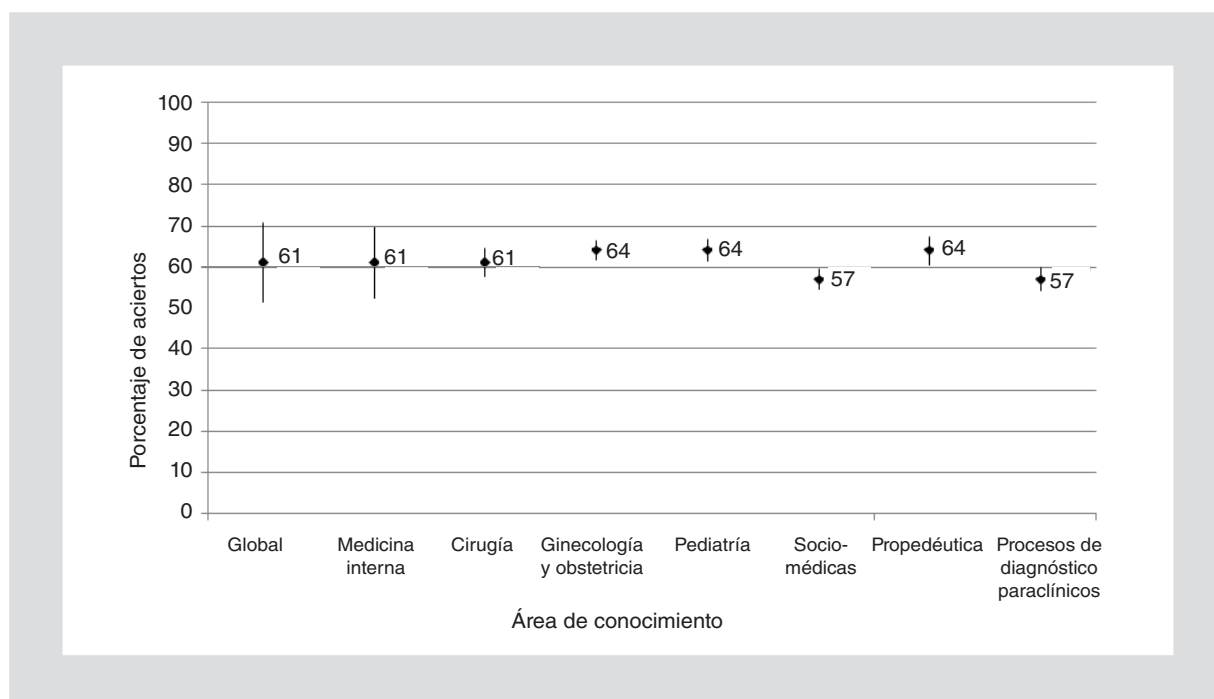 100
90
80
70
60
50
40
30
20
10
0
Porcentaje de aciertos
61
61
61
64
64
57
64
57
Global
Medicina
interna
Cirugía
Ginecología
y obstetricia
Pediatría
Socio-
médicas
Propedéutica
Procesos de
diagnóstico
paraclínicos
Área de conocimiento